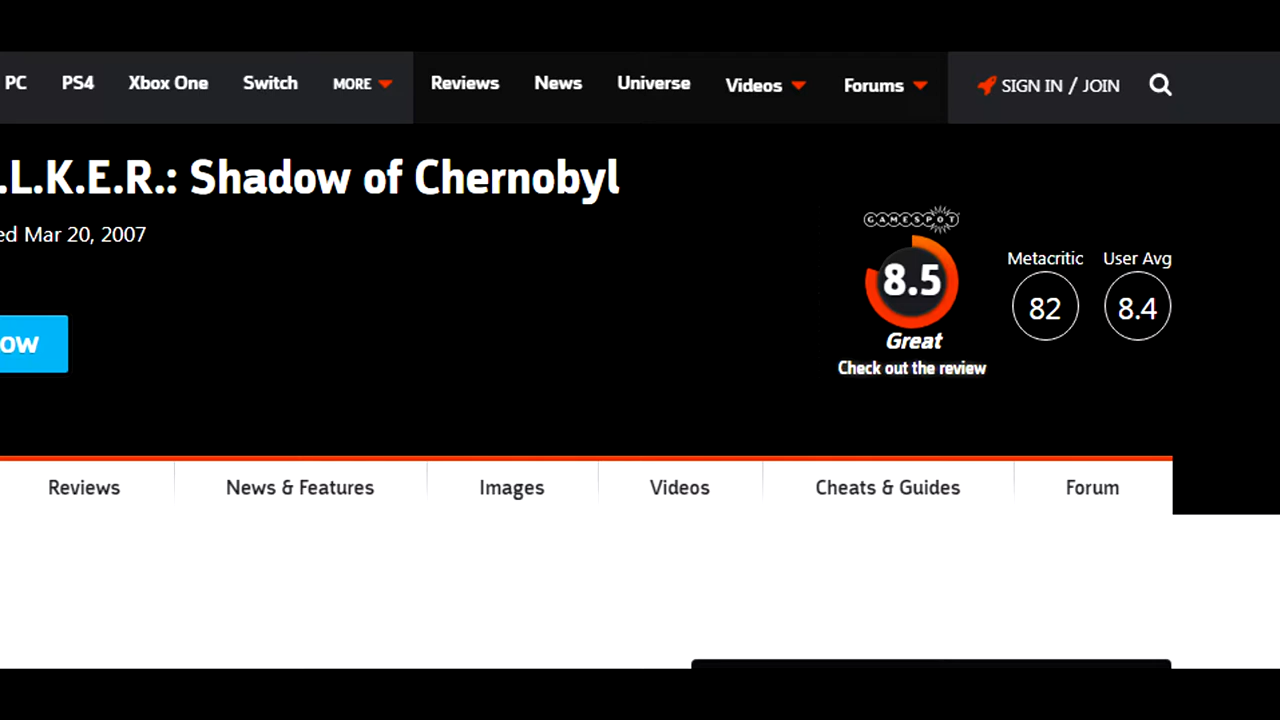 PC PS4 Xbox One Switch MORE Reviews News Universe Videos Forums SIGN IN / JOIN
.L.K.E.R.: Shadow of Chernobyl
ed Mar 20, 2007
GAMESPOT
8.5
Great
Check out the review
Metacritic User Avg
82 8.4
OW
Reviews News & Features Images Videos Cheats & Guides Forum